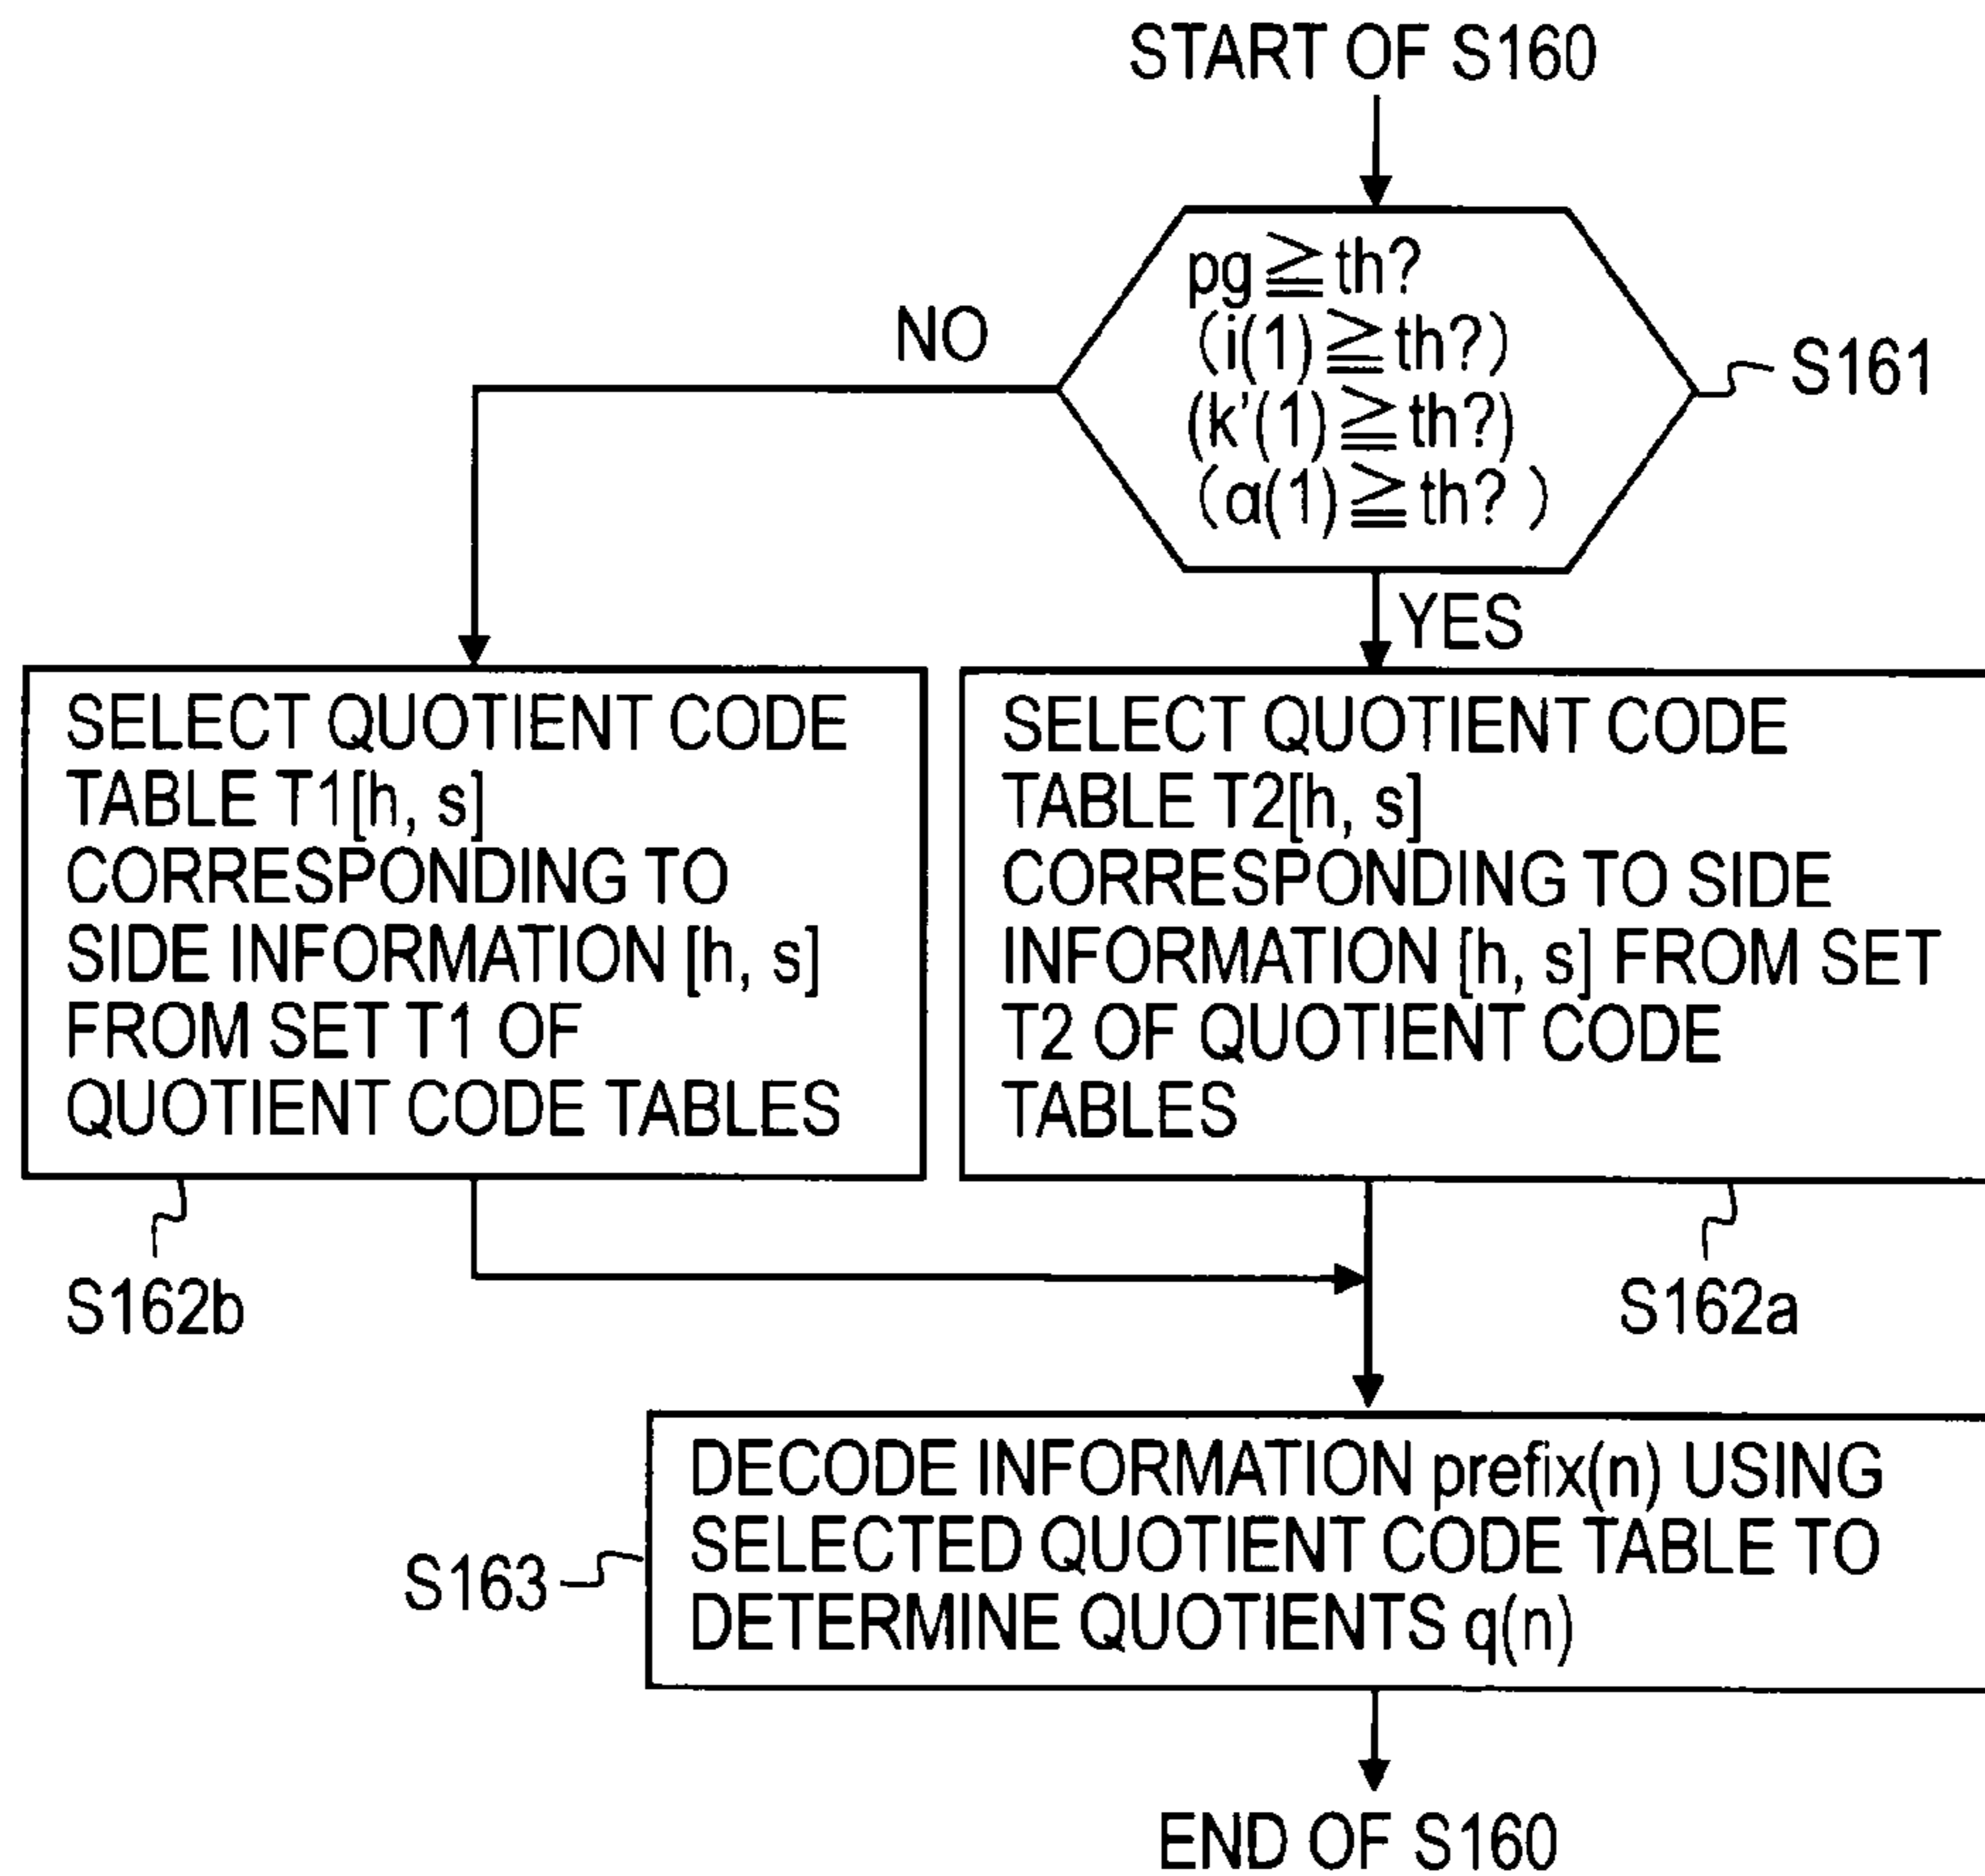 START OF S160
pg≧th?
(i(1)≧th?)
(k'(1)≧th?)
(α(1)≧th? )
S161
NO
YES
SELECT QUOTIENT CODE
TABLE T1[h, s]
CORRESPONDING TO
SIDE INFORMATION [h, s]
FROM SET T1 OF
QUOTIENT CODE TABLES
SELECT QUOTIENT CODE
TABLE T2[h, s]
CORRESPONDING TO SIDE
INFORMATION [h, s] FROM SET
T2 OF QUOTIENT CODE
TABLES
S162b
S162a
DECODE INFORMATION prefix(n) USING
SELECTED QUOTIENT CODE TABLE TO
DETERMINE QUOTIENTS q(n)
S163
END OF S160